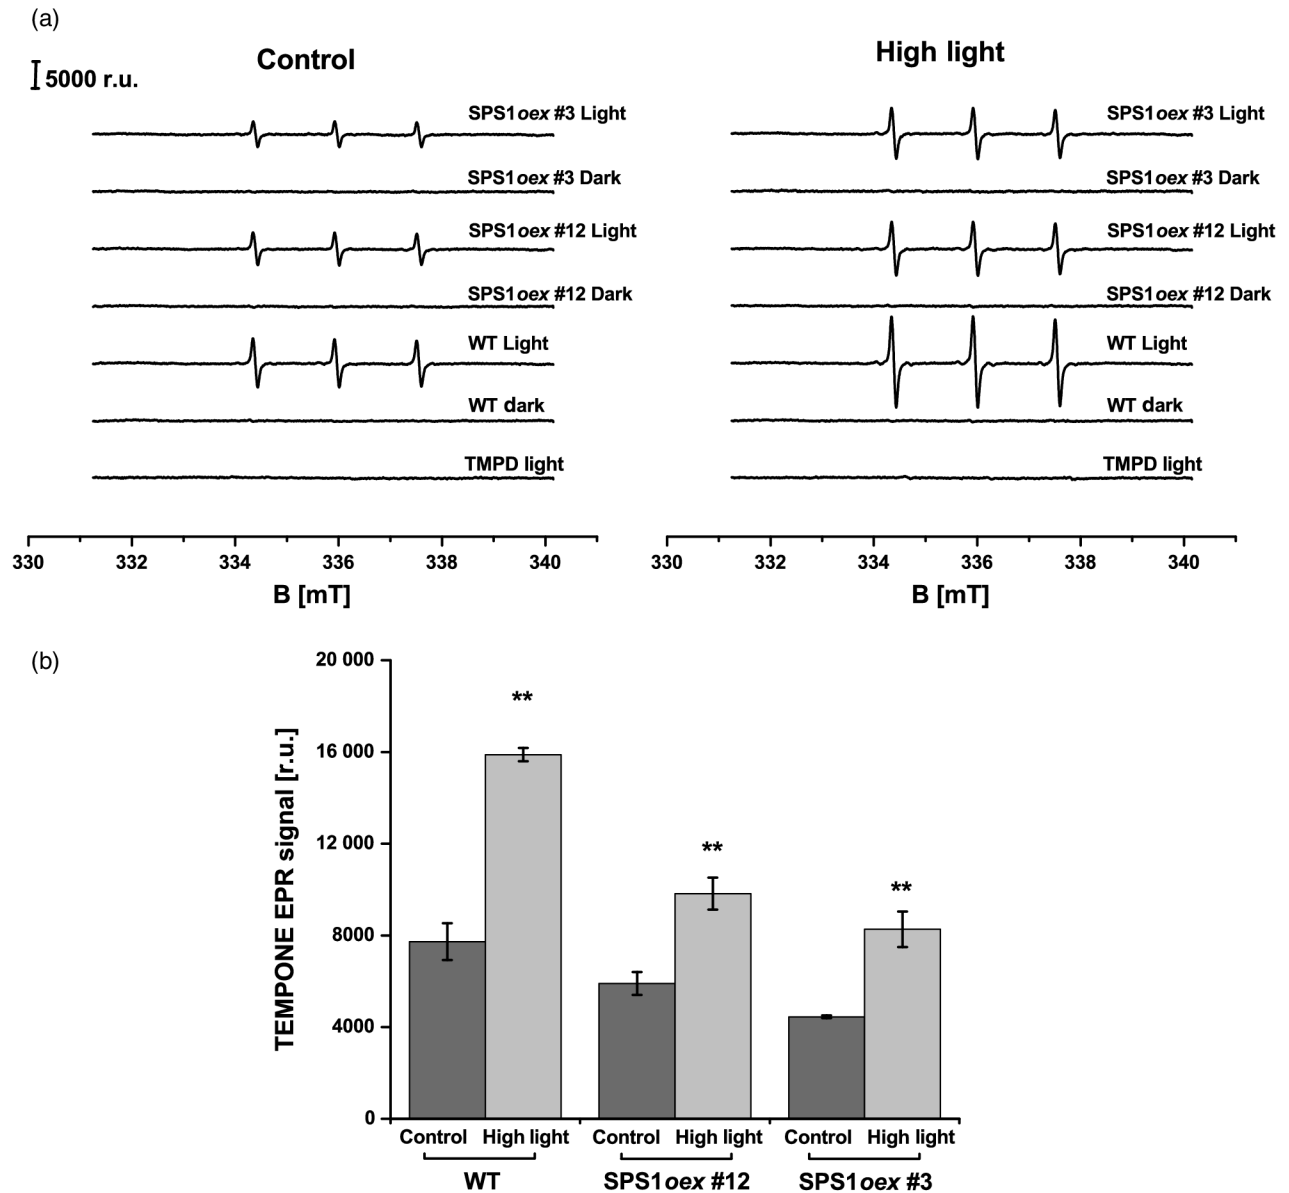 (a)
Control
High light
5000 r.u.
SPS1oex #3 Light
SPS1oex #3 Dark
SPS1oex #12 Light
SPS1oex #12 Dark
WT Light
WT dark
TMPD light
330 332 334 336 338 340
B [mT]
SPS1oex #3 Light
SPS1oex #3 Dark
SPS1oex #12 Light
SPS1oex #12 Dark
WT Light
WT dark
TMPD light
330 332 334 336 338 340
B [mT]
(b)
TEMPONE EPR signal [r.u.]
20 000
16 000
12 000
8000
4000
0
**
**
**
Control High light Control High light Control High light
WT SPS1oex #12 SPS1oex #3